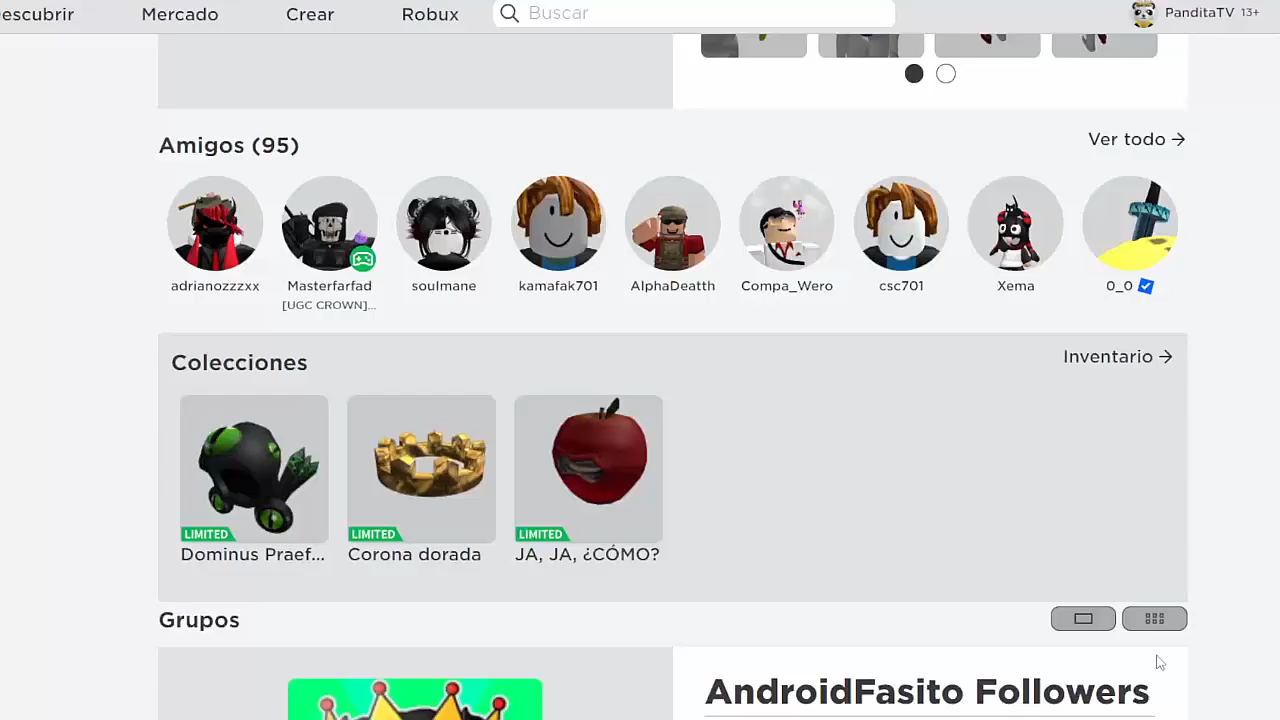 escubrir
Mercado
Crear
Robux
Buscar
PanditaTV 13+
Amigos (95)
Ver todo →
adrianozzzxx
Masterfarfad
[UGC CROWN]...
soulmane
kamafak701
AlphaDeatth
Compa_Wero
csc701
Xema
0_0
Colecciones
Inventario →
LIMITED
LIMITED
LIMITED
Dominus Praef...
Corona dorada
JA, JA, ¿CÓMO?
Grupos
AndroidFasito Followers